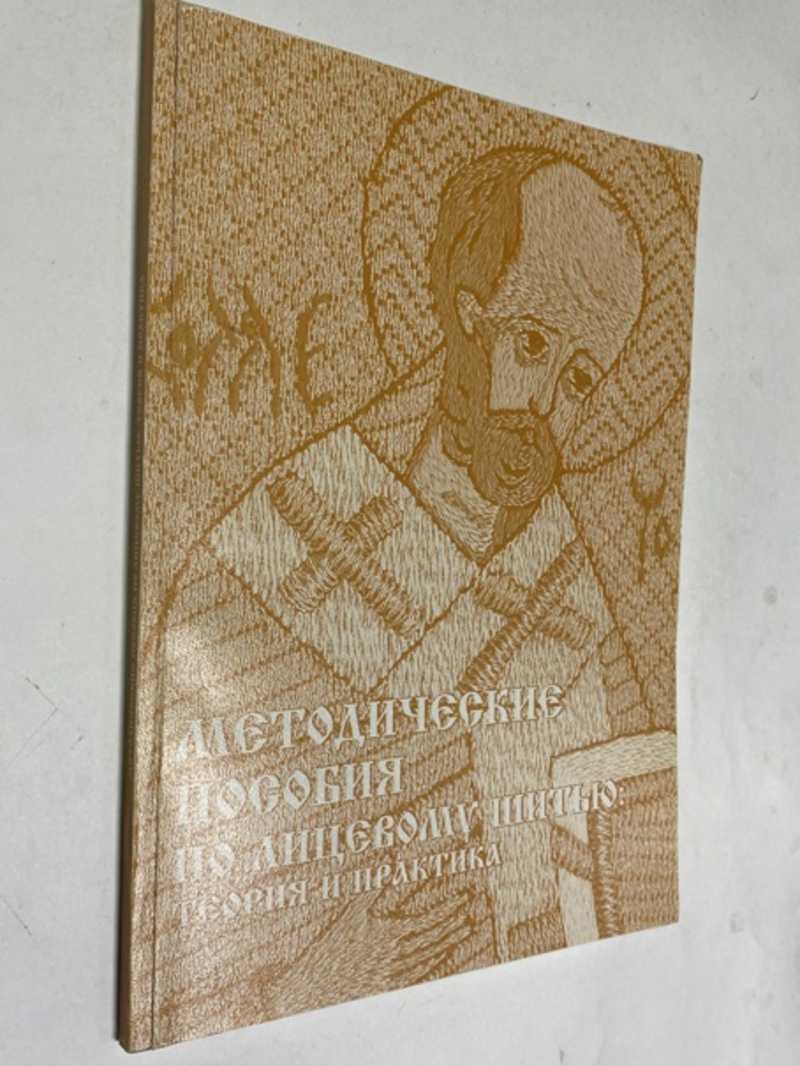 МЕТОДИЧЕСКИЕ
ПОСОБИЯ
ПО ЛИЦЕВОМУ ШИТЬЮ:
ТЕОРИЯ И ПРАКТИКА